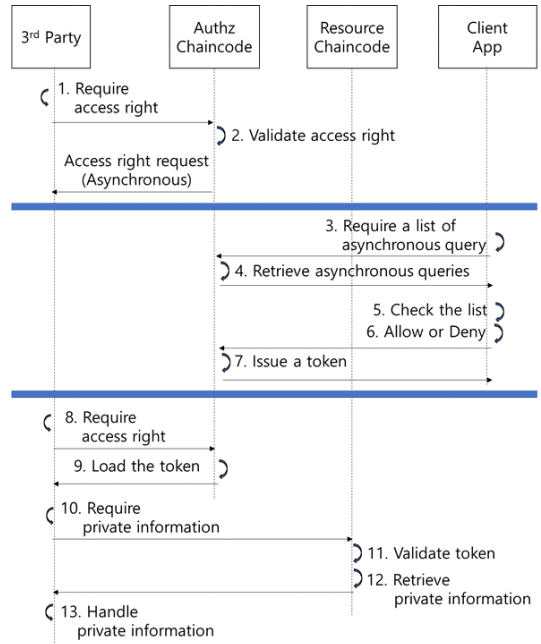 3rd Party
Authz
Chaincode
Resource
Chaincode
Client
App
1. Require
access right
2. Validate access right
Access right request
(Asynchronous)
3. Require a list of
asynchronous query
4. Retrieve asynchronous queries
5. Check the list
6. Allow or Deny
7. Issue a token
8. Require
access right
9. Load the token
10. Require
private information
11. Validate token
12. Retrieve
private information
13. Handle
private information